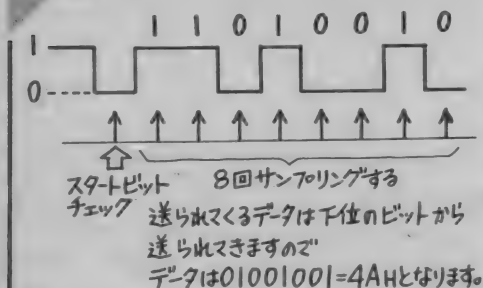 1 1 0 1 0 0 1 0
1
0
スタートビット
チェック
8回サンプリングする
送られてくるデータは下位のビットから
送られてきますので
データは01001001=4AHとなります。